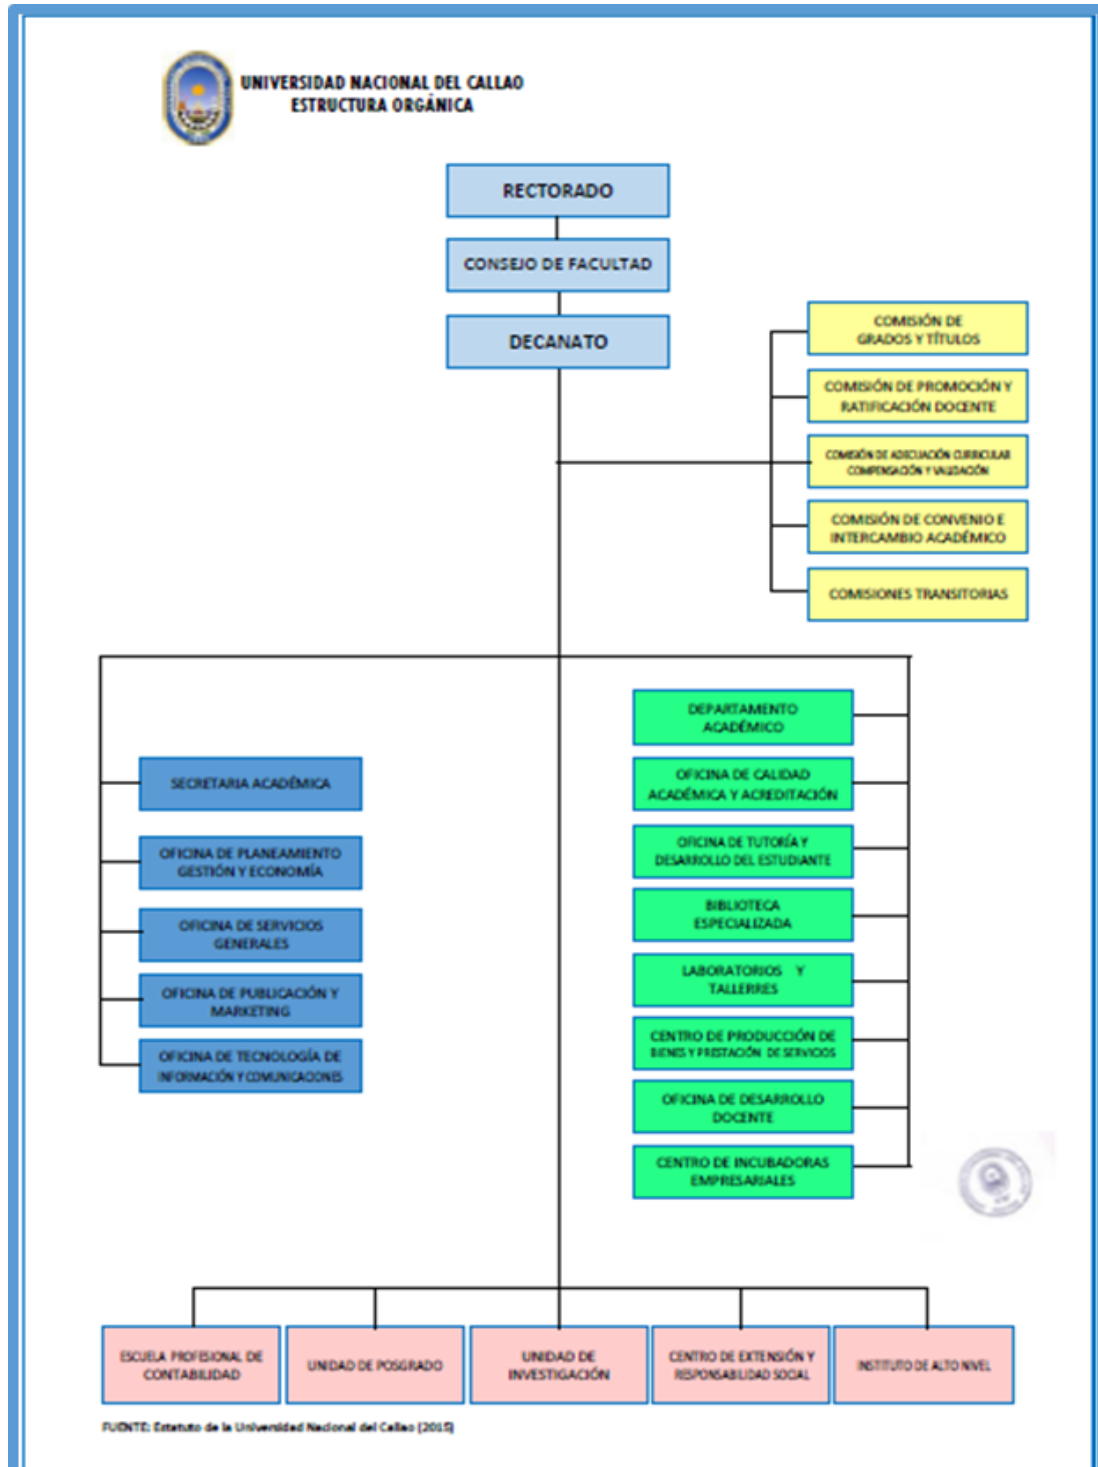 UNIVERSIDAD NACIONAL DEL CALLAO
ESTRUCTURA ORGÁNICA
RECTORADO
CONSEJO DE FACULTAD
DECANATO
COMISIÓN DE
GRADOS Y TÍTULOS
COMISIÓN DE PROMOCIÓN Y
RATIFICACIÓN DOCENTE
COMISIÓN DE ADECUACIÓN CURRICULAR
COMPENSACIÓN Y VALIDACIÓN
COMISIÓN DE CONVENIO E
INTERCAMBIO ACADÉMICO
COMISIONES TRANSITORIAS
SECRETARIA ACADÉMICA
OFICINA DE PLANEAMIENTO
GESTIÓN Y ECONOMÍA
OFICINA DE SERVICIOS
GENERALES
OFICINA DE PUBLICACIÓN Y
MARKETING
OFICINA DE TECNOLOGÍA DE
INFORMACIÓN Y COMUNICACIONES
DEPARTAMENTO
ACADÉMICO
OFICINA DE CALIDAD
ACADÉMICA Y ACREDITACIÓN
OFICINA DE TUTORÍA Y
DESARROLLO DEL ESTUDIANTE
BIBLIOTECA
ESPECIALIZADA
LABORATORIOS Y
TALLERRES
CENTRO DE PRODUCCIÓN DE
BIENES Y PRESTACIÓN DE SERVICIOS
OFICINA DE DESARROLLO
DOCENTE
CENTRO DE INCUBADORAS
EMPRESARIALES
ESCUELA PROFESIONAL DE
CONTABILIDAD
UNIDAD DE POSGRADO
UNIDAD DE
INVESTIGACIÓN
CENTRO DE EXTENSIÓN Y
RESPONSABILIDAD SOCIAL
INSTITUTO DE ALTO NIVEL
FUENTE: Estatuto de la Universidad Nacional del Callao (2015)